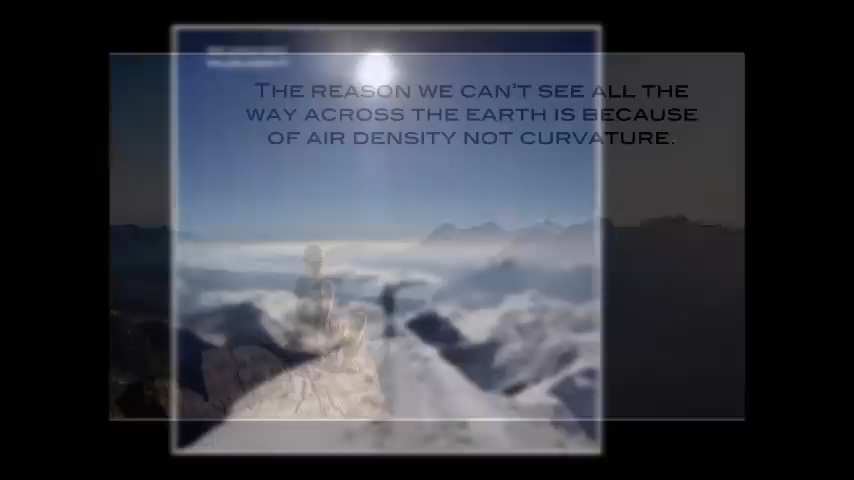 THE REASON WE CAN'T SEE ALL THE
WAY ACROSS THE EARTH IS BECAUSE
OF AIR DENSITY NOT CURVATURE.